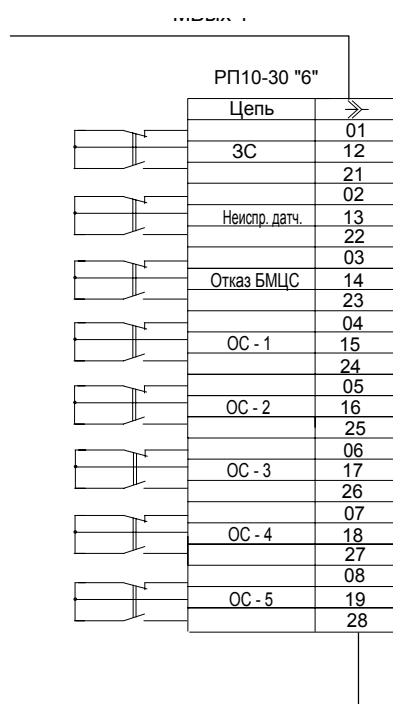 РП10-30 "6"
Цепь
01
ЗС 12
21
02
Неиспр. датч. 13
22
03
Отказ БМЦС 14
23
04
ОС - 1 15
24
05
ОС - 2 16
25
06
ОС - 3 17
26
07
ОС - 4 18
27
08
ОС - 5 19
28